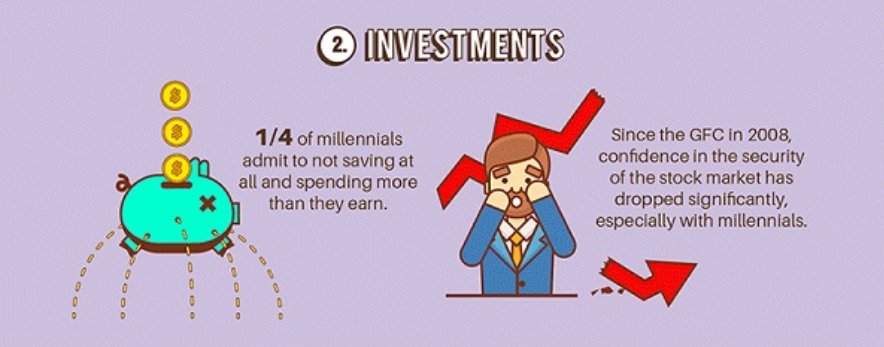 2. INVESTMENTS
1/4 of millennials
admit to not saving at
all and spending more
than they earn.
Since the GFC in 2008,
confidence in the security
of the stock market has
dropped significantly,
especially with millennials.
$
$
$